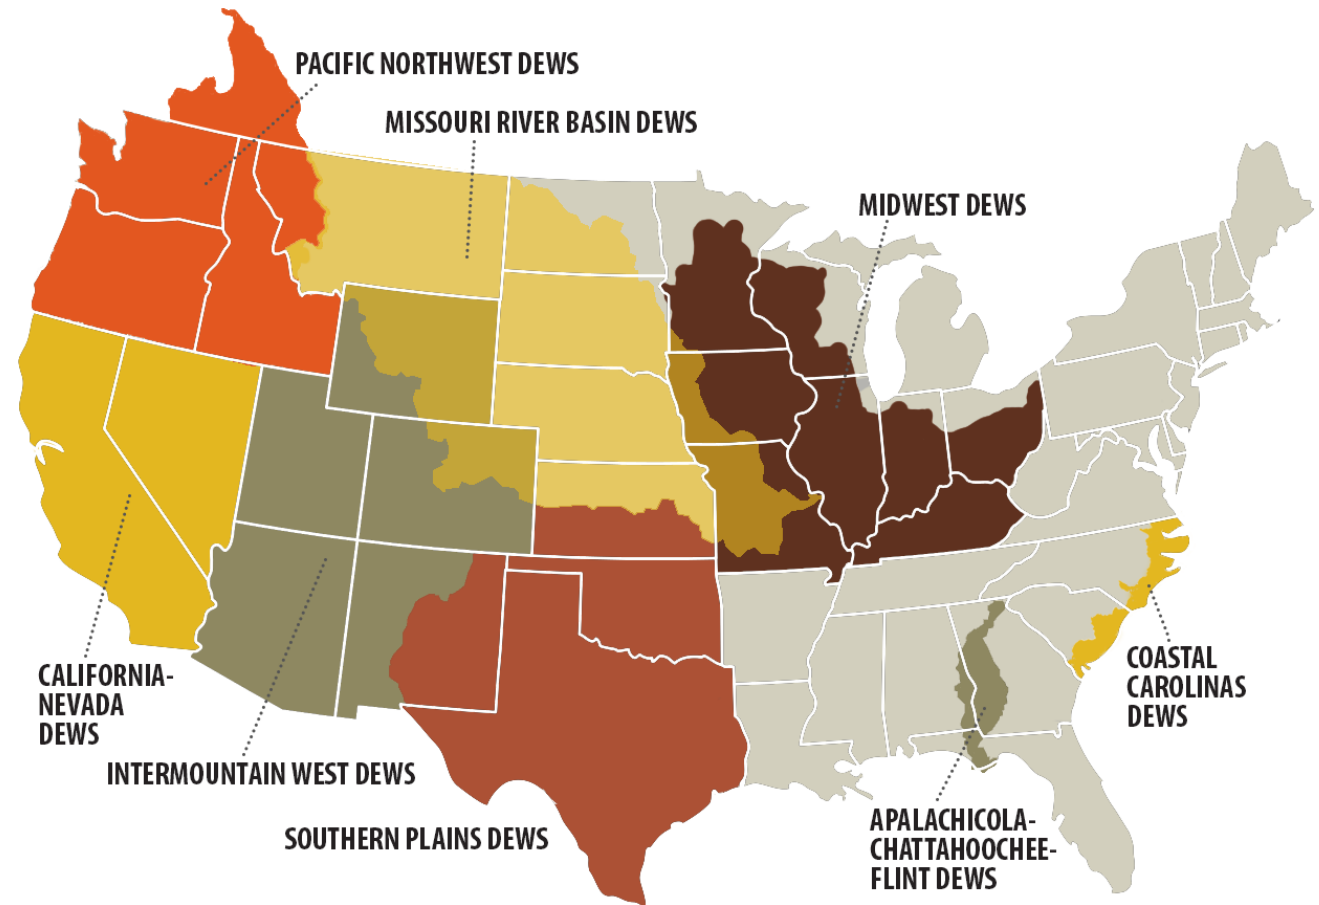 PACIFIC NORTHWEST DEWS
MISSOURI RIVER BASIN DEWS
MIDWEST DEWS
CALIFORNIA-
NEVADA
DEWS
COASTAL
CAROLINAS
DEWS
INTERMOUNTAIN WEST DEWS
SOUTHERN PLAINS DEWS
APALACHICOLA-
CHATTAHOOCHEE-
FLINT DEWS